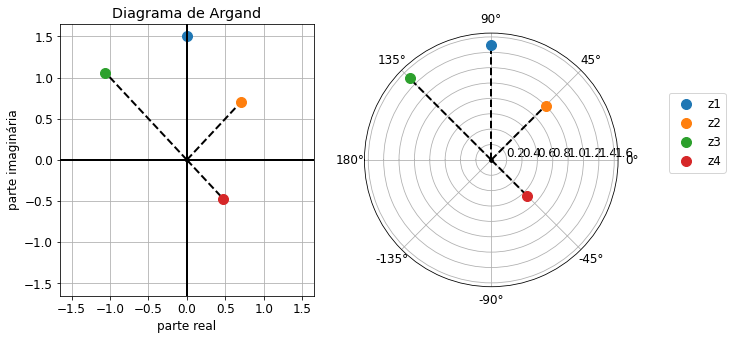 Diagrama de Argand
1.5
1.0
0.5
0.0
−0.5
−1.0
−1.5
parte imaginária
−1.5 −1.0 −0.5 0.0 0.5 1.0 1.5
parte real
90°
135° 45°
180° 0.2 0.4 0.6 0.8 1.0 1.2 1.4 1.6 0°
-135° -45°
-90°
z1
z2
z3
z4